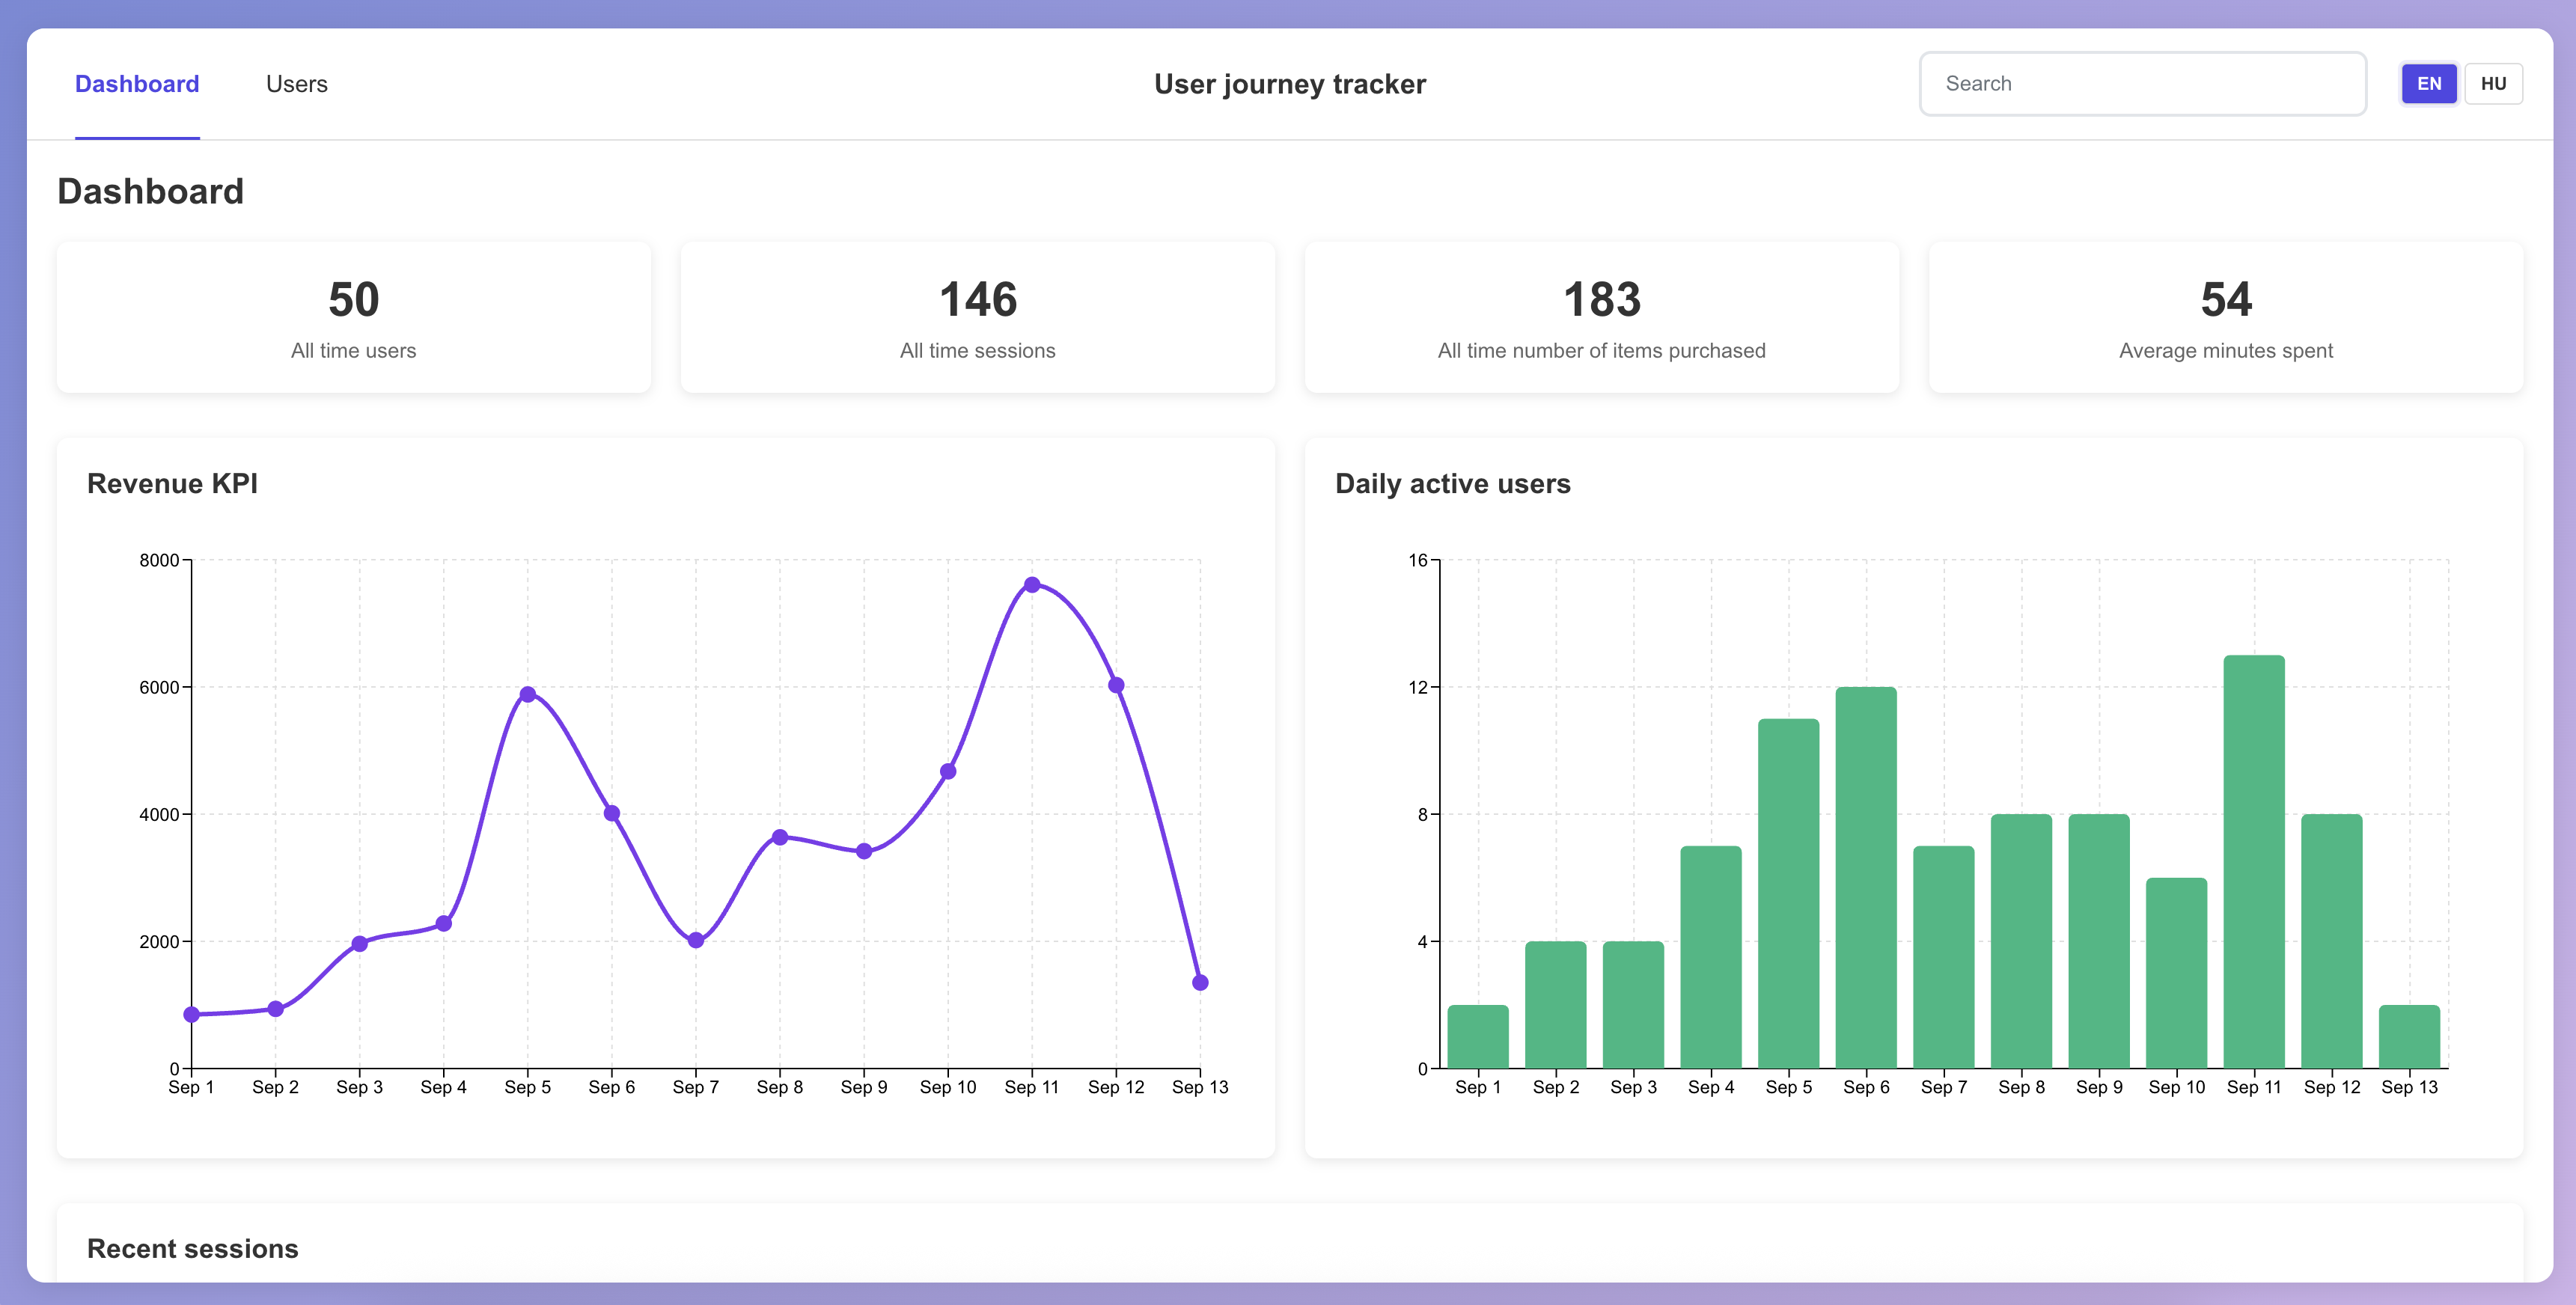 Dashboard Users User journey tracker Search EN HU
Dashboard
50 146 183 54
All time users All time sessions All time number of items purchased Average minutes spent
Revenue KPI
8000
6000
4000
2000
0
Sep 1 Sep 2 Sep 3 Sep 4 Sep 5 Sep 6 Sep 7 Sep 8 Sep 9 Sep 10 Sep 11 Sep 12 Sep 13
Daily active users
16
12
8
4
0
Sep 1 Sep 2 Sep 3 Sep 4 Sep 5 Sep 6 Sep 7 Sep 8 Sep 9 Sep 10 Sep 11 Sep 12 Sep 13
Recent sessions